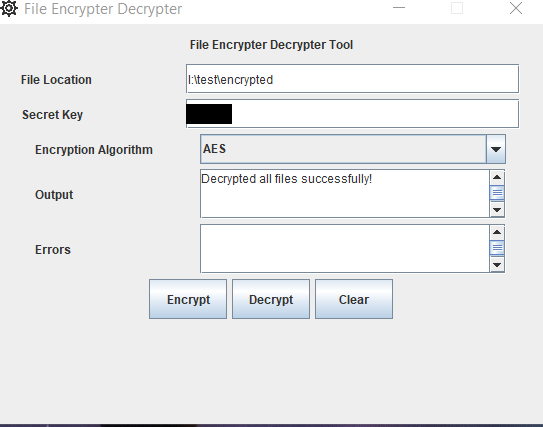 File Encrypter Decrypter
File Encrypter Decrypter Tool
File Location I:\test\encrypted
Secret Key
Encryption Algorithm AES
Output Decrypted all files successfully!
Errors
Encrypt Decrypt Clear